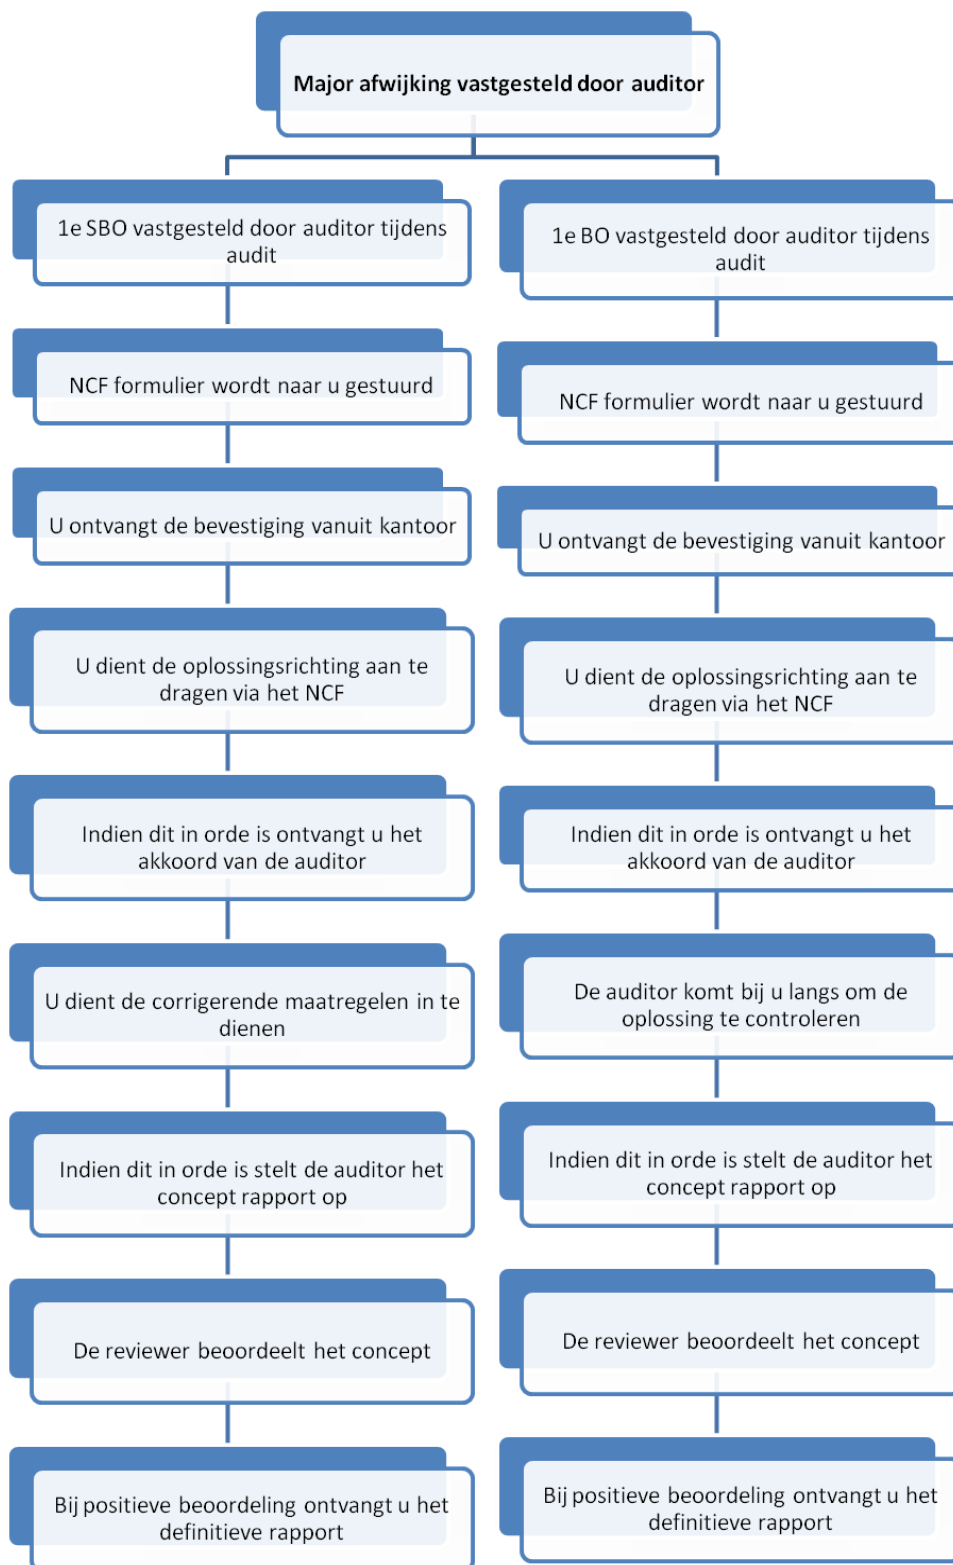 Major afwijking vastgesteld door auditor
1e SBO vastgesteld door auditor tijdens
audit
NCF formulier wordt naar u gestuurd
U ontvangt de bevestiging vanuit kantoor
U dient de oplossingsrichting aan te
dragen via het NCF
Indien dit in orde is ontvangt u het
akkoord van de auditor
U dient de corrigerende maatregelen in te
dienen
Indien dit in orde is stelt de auditor het
concept rapport op
De reviewer beoordeelt het concept
Bij positieve beoordeling ontvangt u het
definitieve rapport
1e BO vastgesteld door auditor tijdens
audit
NCF formulier wordt naar u gestuurd
U ontvangt de bevestiging vanuit kantoor
U dient de oplossingsrichting aan te
dragen via het NCF
Indien dit in orde is ontvangt u het
akkoord van de auditor
De auditor komt bij u langs om de
oplossing te controleren
Indien dit in orde is stelt de auditor het
concept rapport op
De reviewer beoordeelt het concept
Bij positieve beoordeling ontvangt u het
definitieve rapport